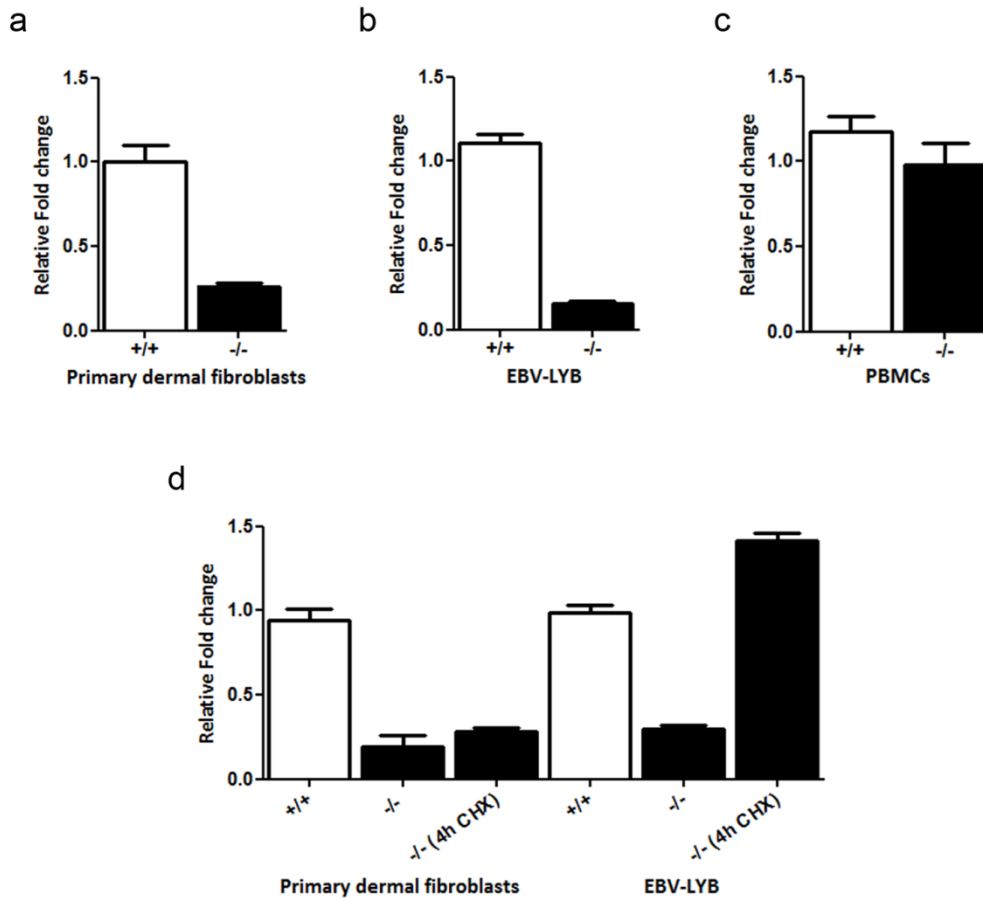 a
b
c
Relative Fold change
1.5
1.0
0.5
0.0
+/+
-/-
Primary dermal fibroblasts
Relative Fold change
1.5
1.0
0.5
0.0
+/+
-/-
EBV-LYB
Relative Fold change
1.5
1.0
0.5
0.0
+/+
-/-
PBMCs
d
Relative Fold change
1.5
1.0
0.5
0.0
+/+
-/-
-/- (4h CHX)
+/+
-/-
-/- (4h CHX)
Primary dermal fibroblasts
EBV-LYB